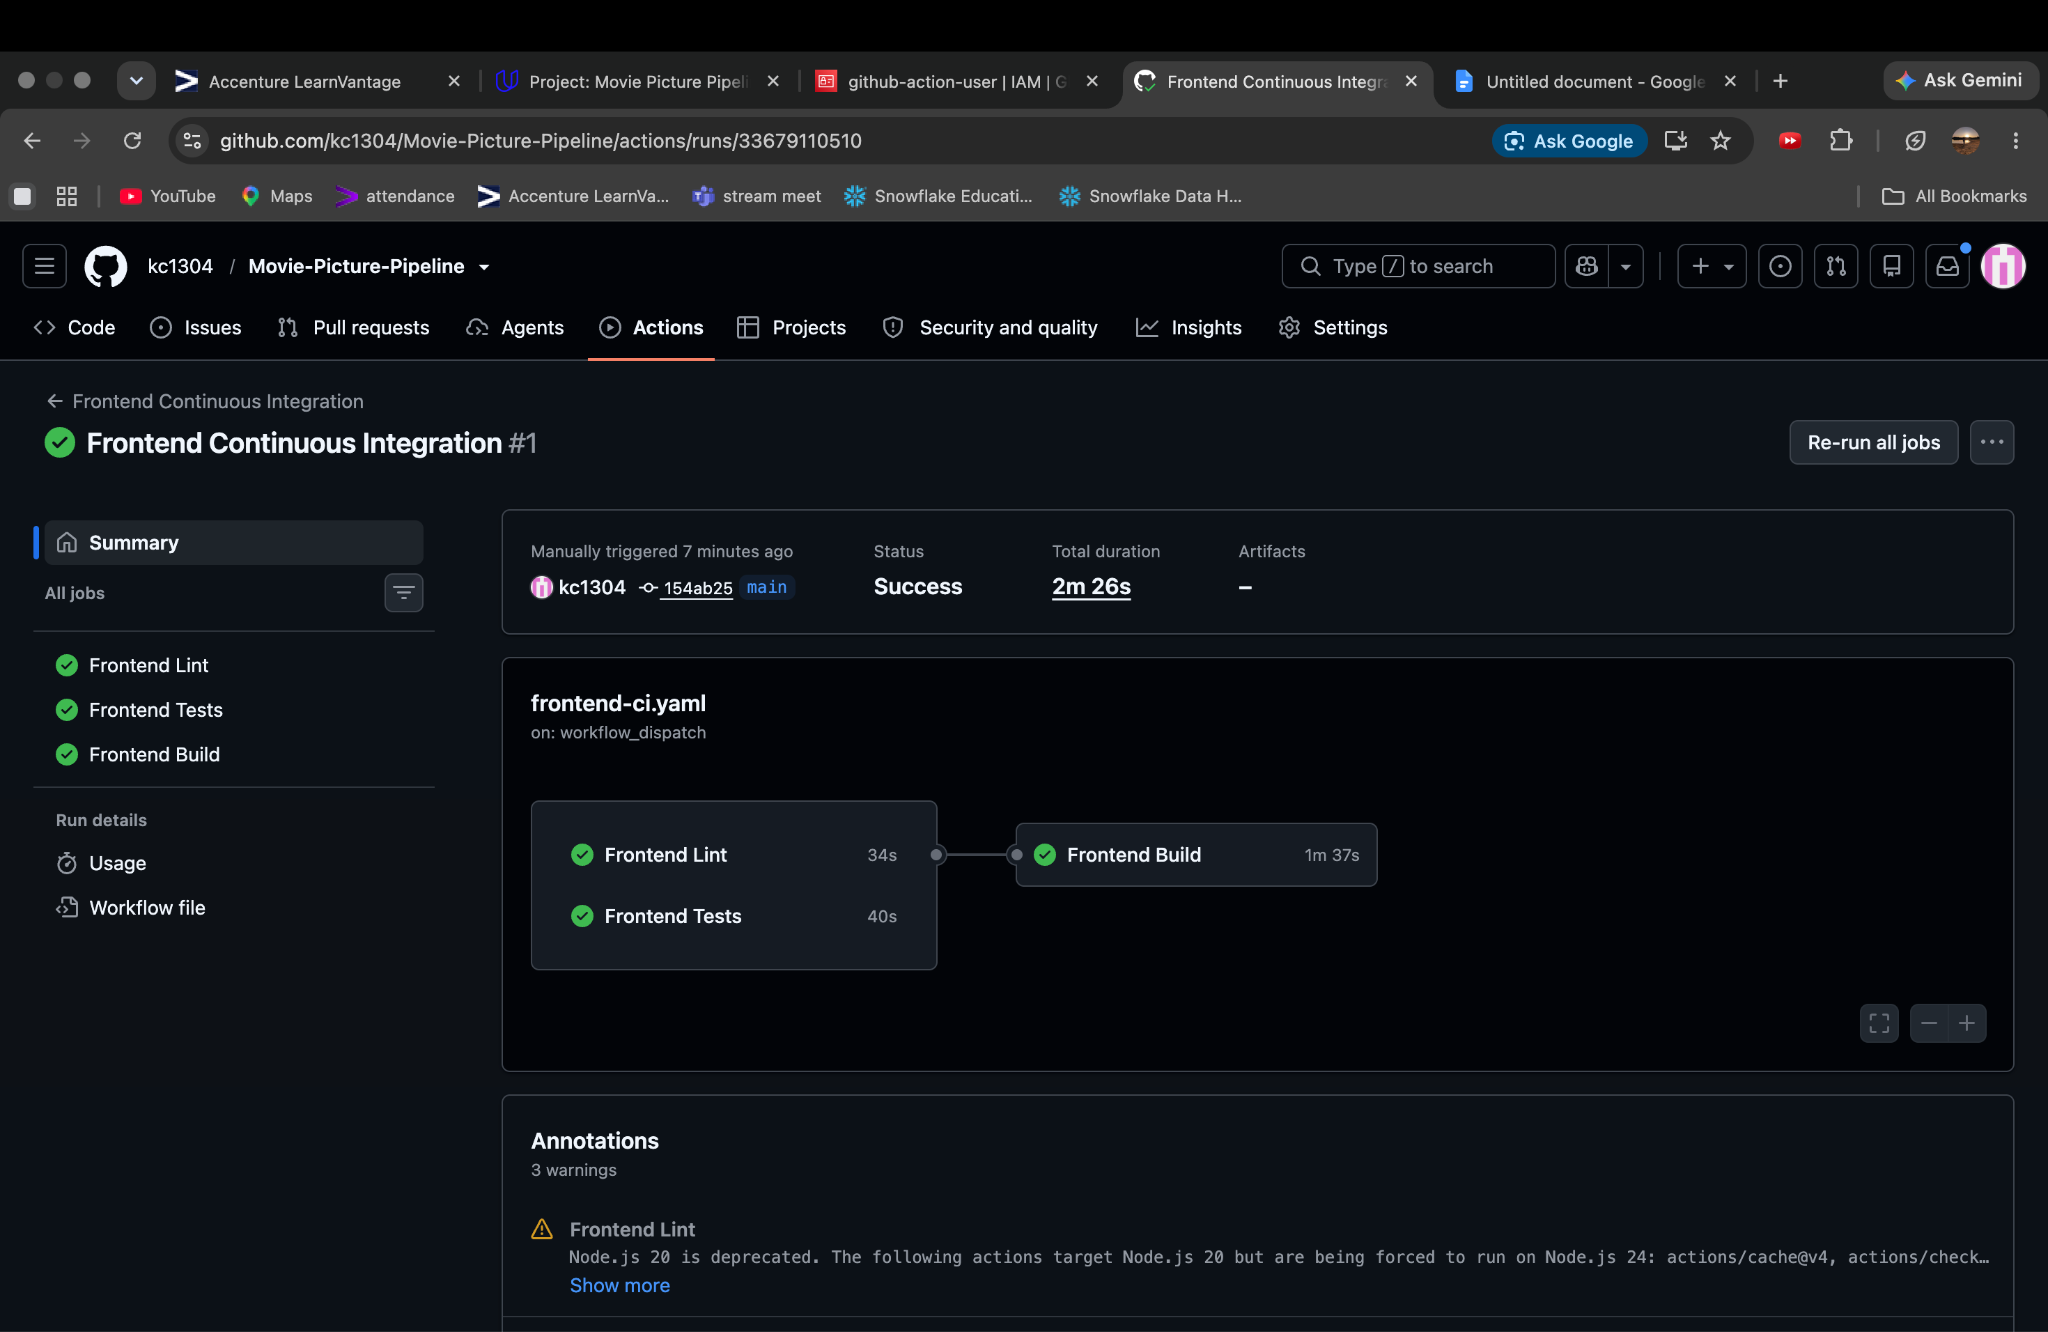 Accenture LearnVantage
Project: Movie Picture Pipeli
github-action-user | IAM | G
Frontend Continuous Integra
Untitled document - Google
Ask Gemini
github.com/kc1304/Movie-Picture-Pipeline/actions/runs/33679110510
Ask Google
YouTube
Maps
attendance
Accenture LearnVa...
stream meet
Snowflake Educati...
Snowflake Data H...
All Bookmarks
kc1304 / Movie-Picture-Pipeline
Type / to search
Code
Issues
Pull requests
Agents
Actions
Projects
Security and quality
Insights
Settings
Frontend Continuous Integration
Frontend Continuous Integration #1
Re-run all jobs
Summary
All jobs
Frontend Lint
Frontend Tests
Frontend Build
Run details
Usage
Workflow file
Manually triggered 7 minutes ago
kc1304 154ab25 main
Status
Success
Total duration
2m 26s
Artifacts
–
frontend-ci.yaml
on: workflow_dispatch
Frontend Lint 34s
Frontend Tests 40s
Frontend Build 1m 37s
Annotations
3 warnings
Frontend Lint
Node.js 20 is deprecated. The following actions target Node.js 20 but are being forced to run on Node.js 24: actions/cache@v4, actions/check…
Show more